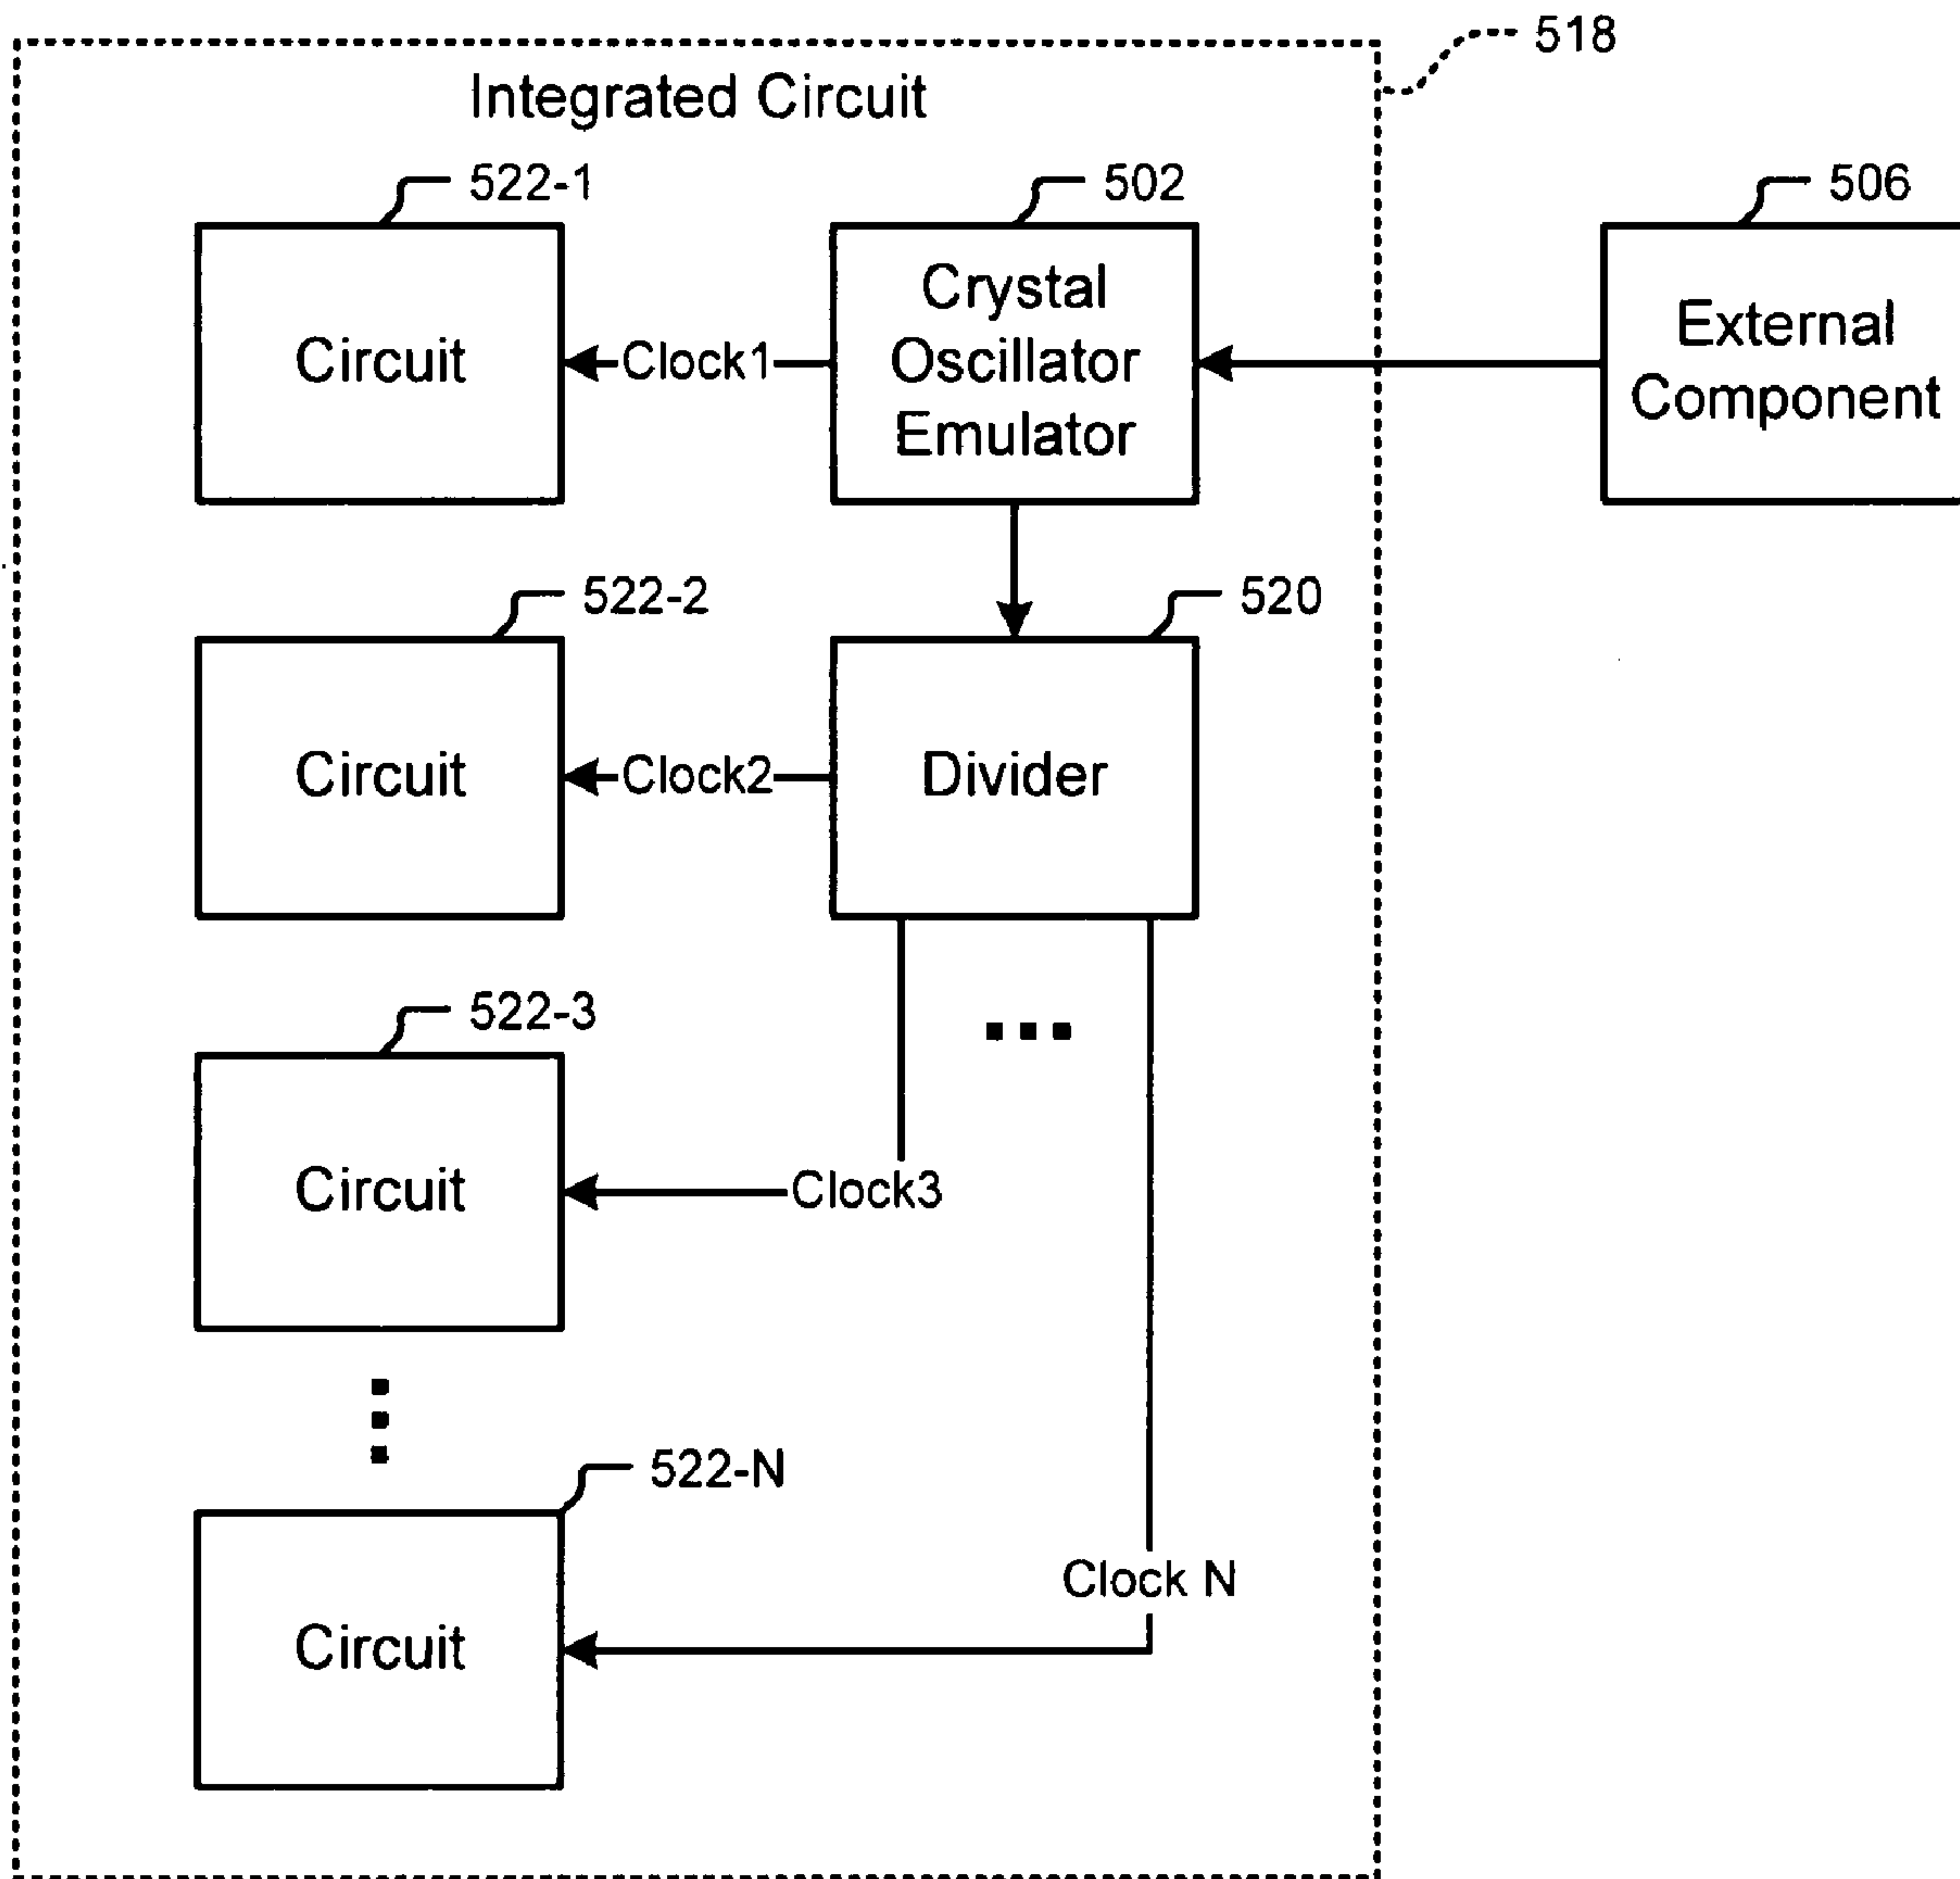 518
Integrated Circuit
522-1
502
506
Circuit
Clock1
Crystal
Oscillator
Emulator
External
Component
522-2
520
Circuit
Clock2
Divider
522-3
Circuit
Clock3
522-N
Circuit
Clock N